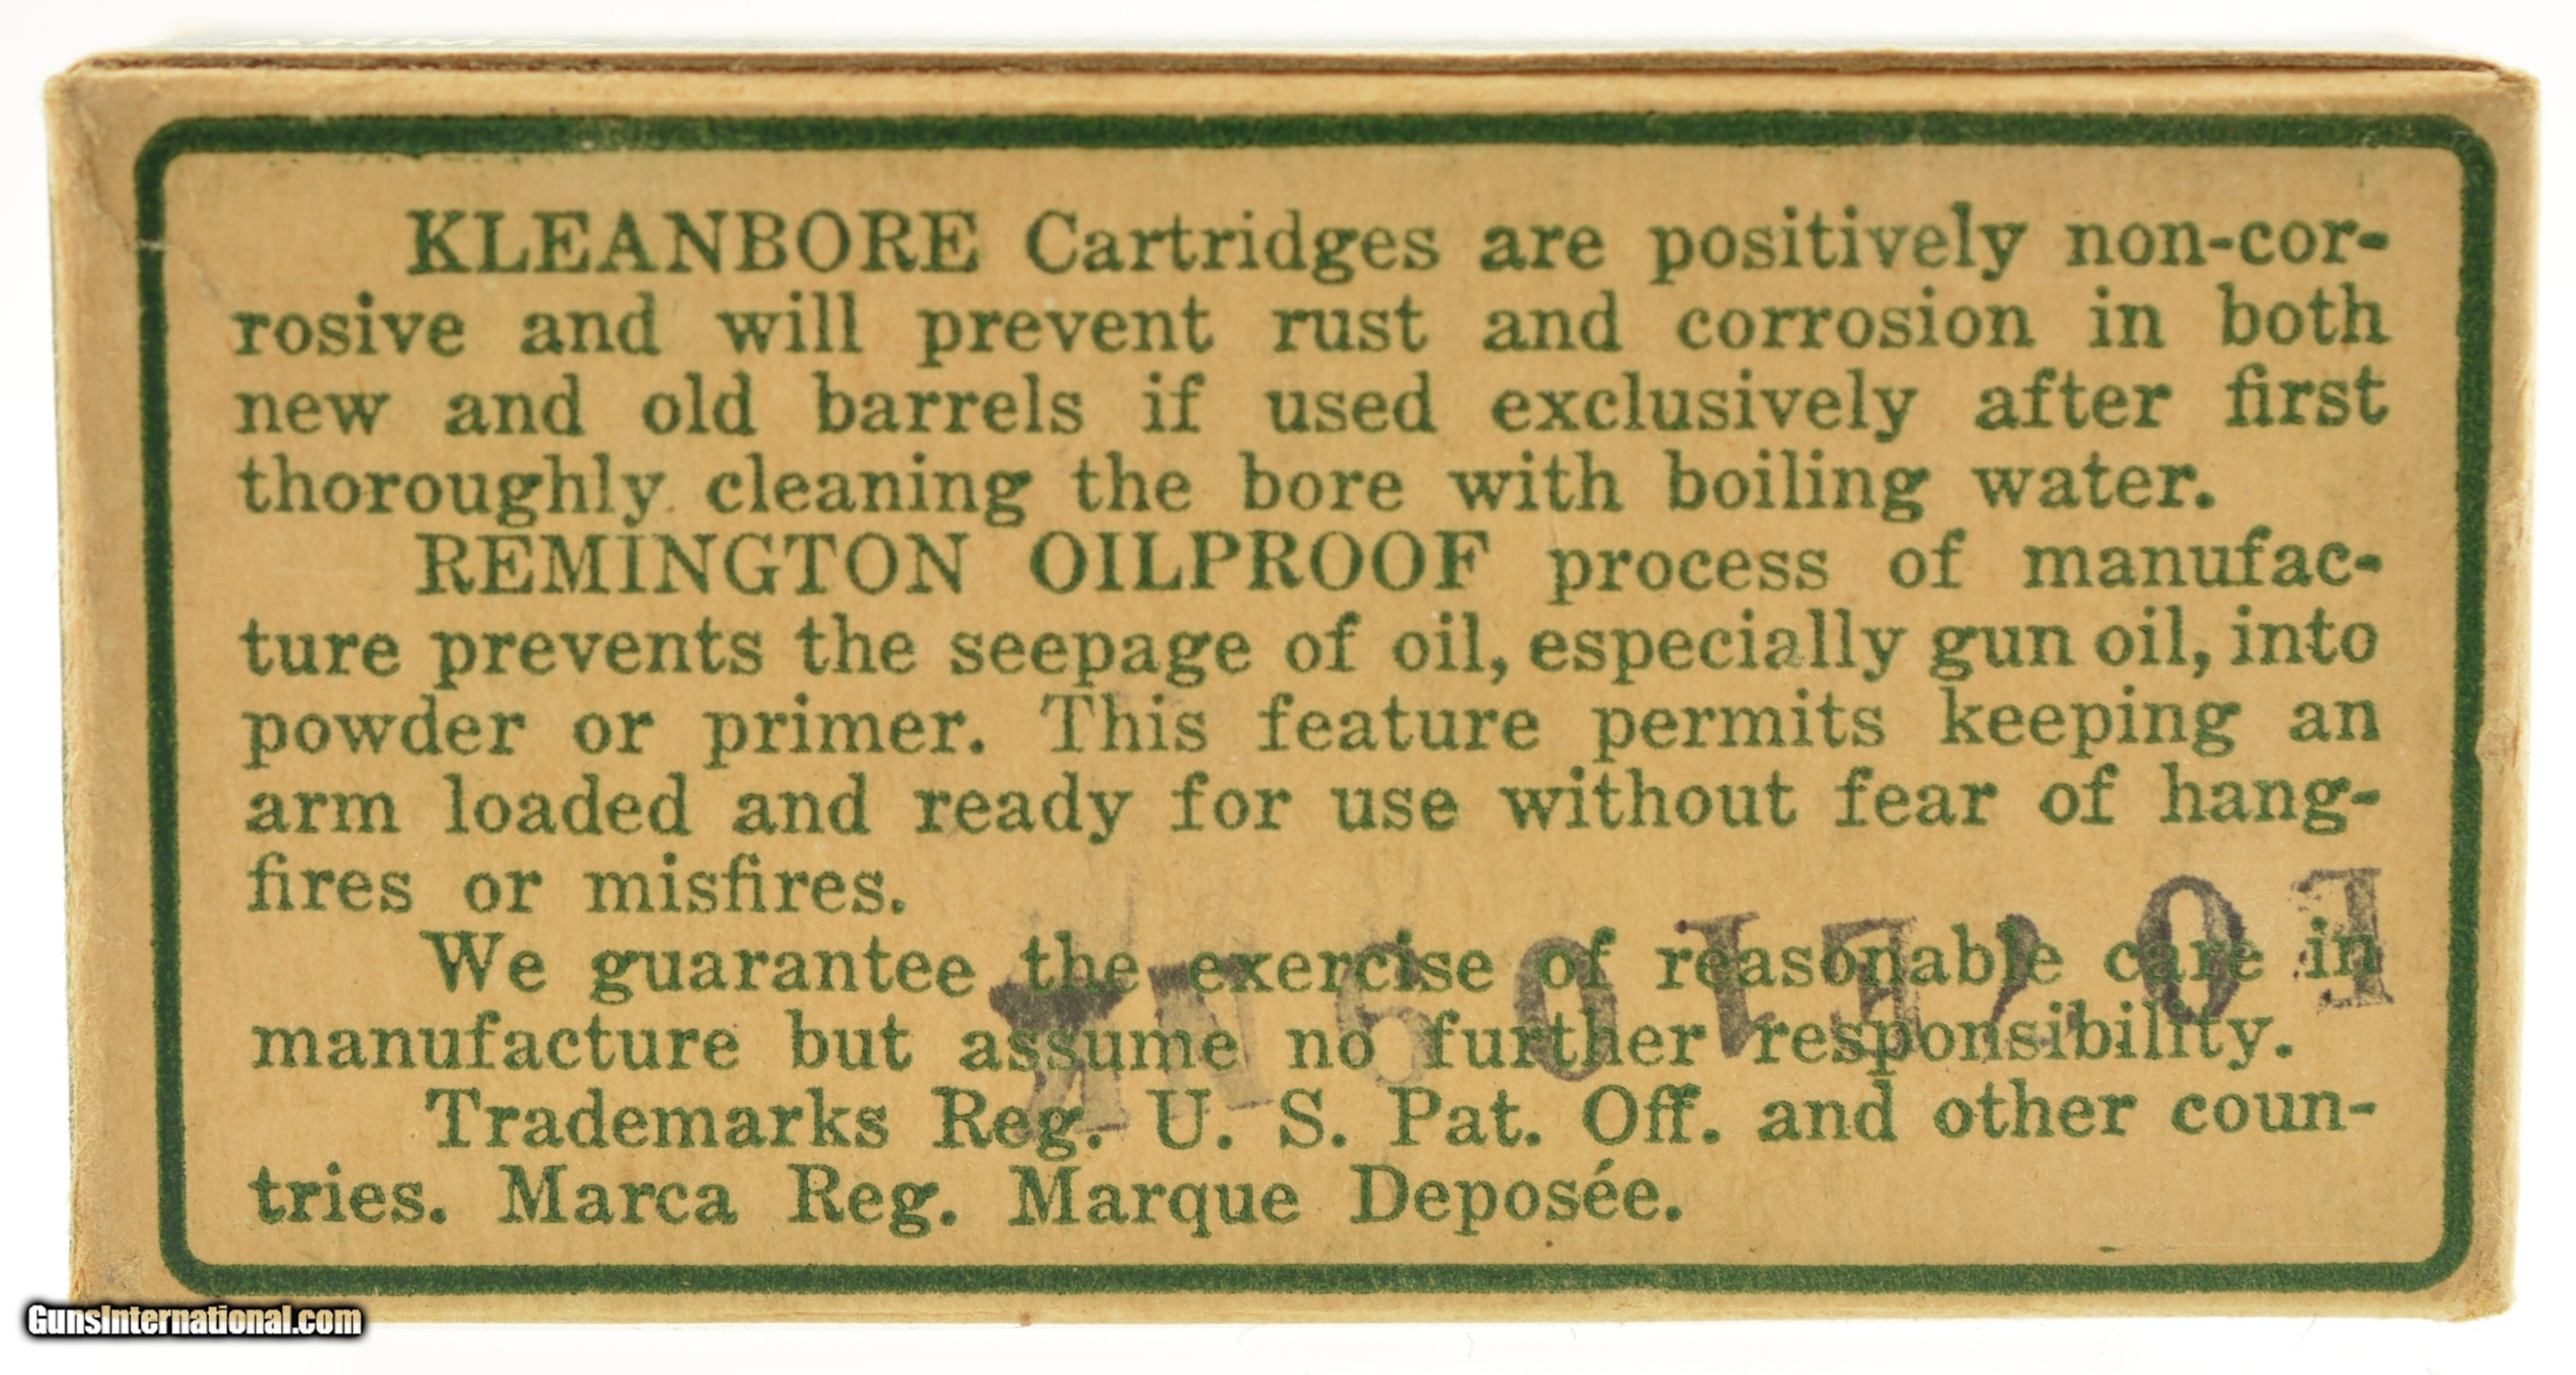 KLEANBORE Cartridges are positively non-cor-
rosive and will prevent rust and corrosion in both
new and old barrels if used exclusively after first
thoroughly cleaning the bore with boiling water.
REMINGTON OILPROOF process of manufac-
ture prevents the seepage of oil, especially gun oil, into
powder or primer. This feature permits keeping an
arm loaded and ready for use without fear of hang-
fires or misfires.
We guarantee the exercise of reasonable care in
manufacture but assume no further responsibility.
Trademarks Reg. U. S. Pat. Off. and other coun-
tries. Marca Reg. Marque Deposée.
GunsInternational.com